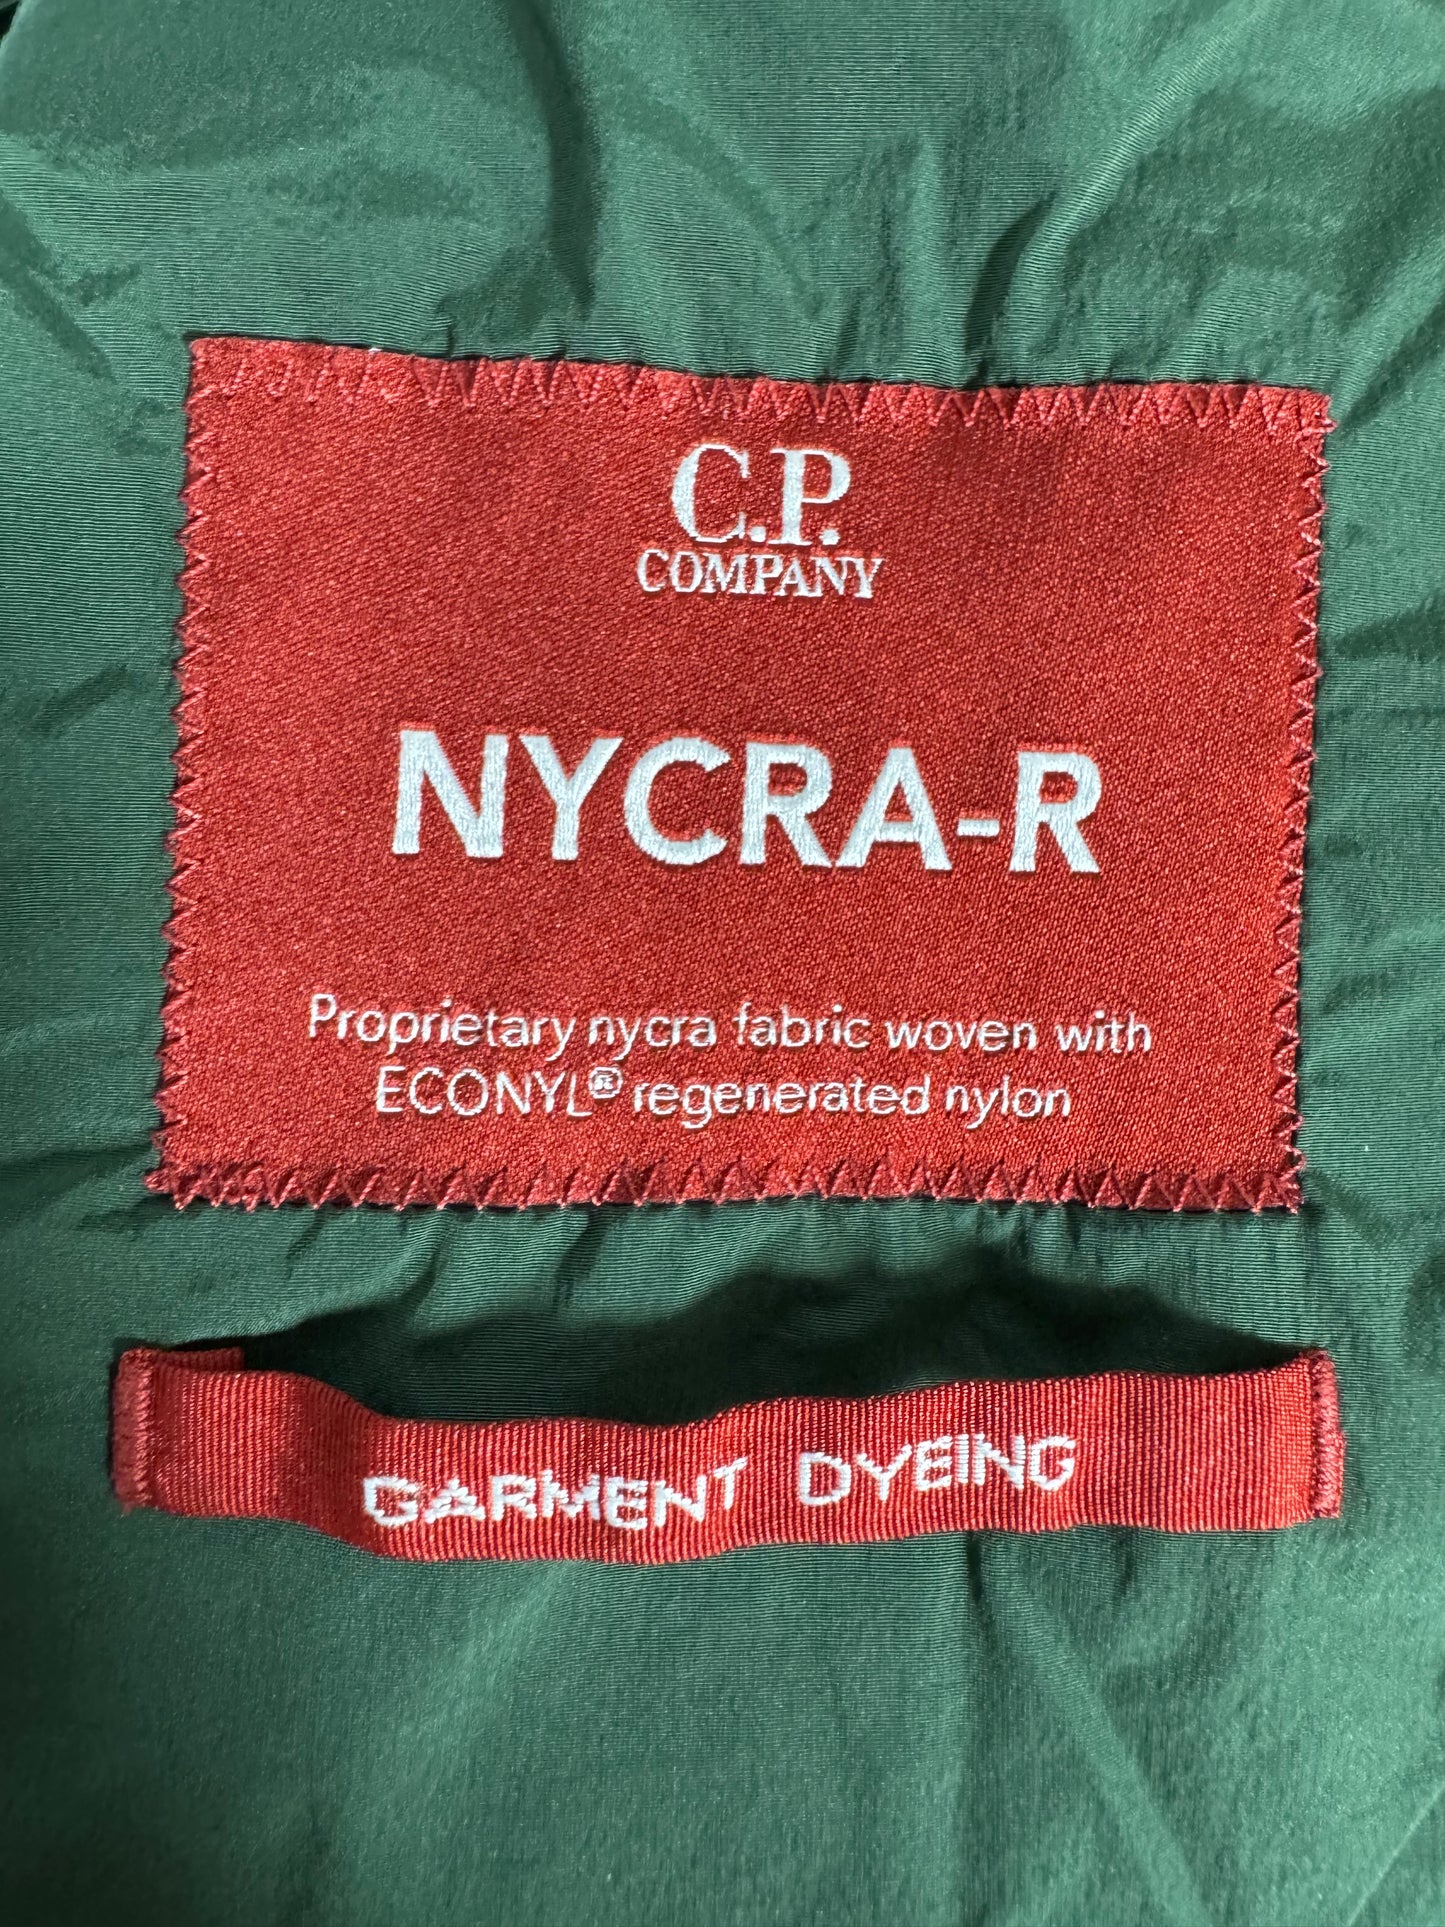 C.P.
COMPANY
NYCRA-R
Proprietary nycra fabric woven with
ECONYL® regenerated nylon
GARMENT DYEING